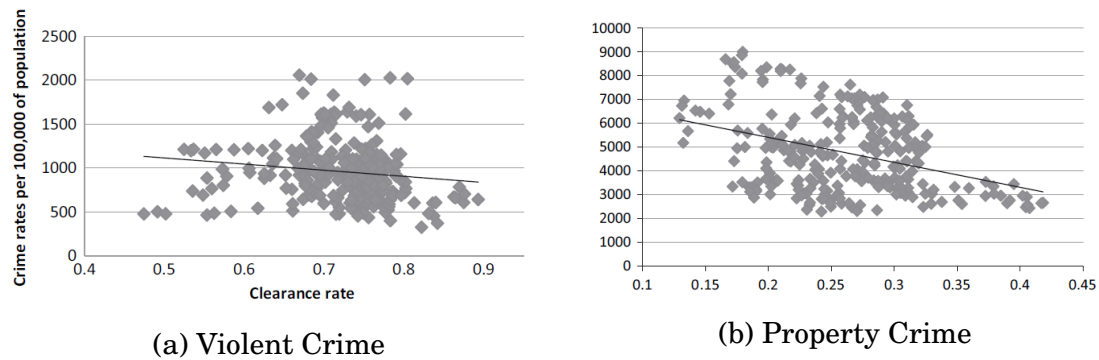 Crime rates per 100,000 of population
2500
2000
1500
1000
500
0
0.4 0.5 0.6 0.7 0.8 0.9
Clearance rate
(a) Violent Crime
10000
9000
8000
7000
6000
5000
4000
3000
2000
1000
0
0.1 0.15 0.2 0.25 0.3 0.35 0.4 0.45
(b) Property Crime